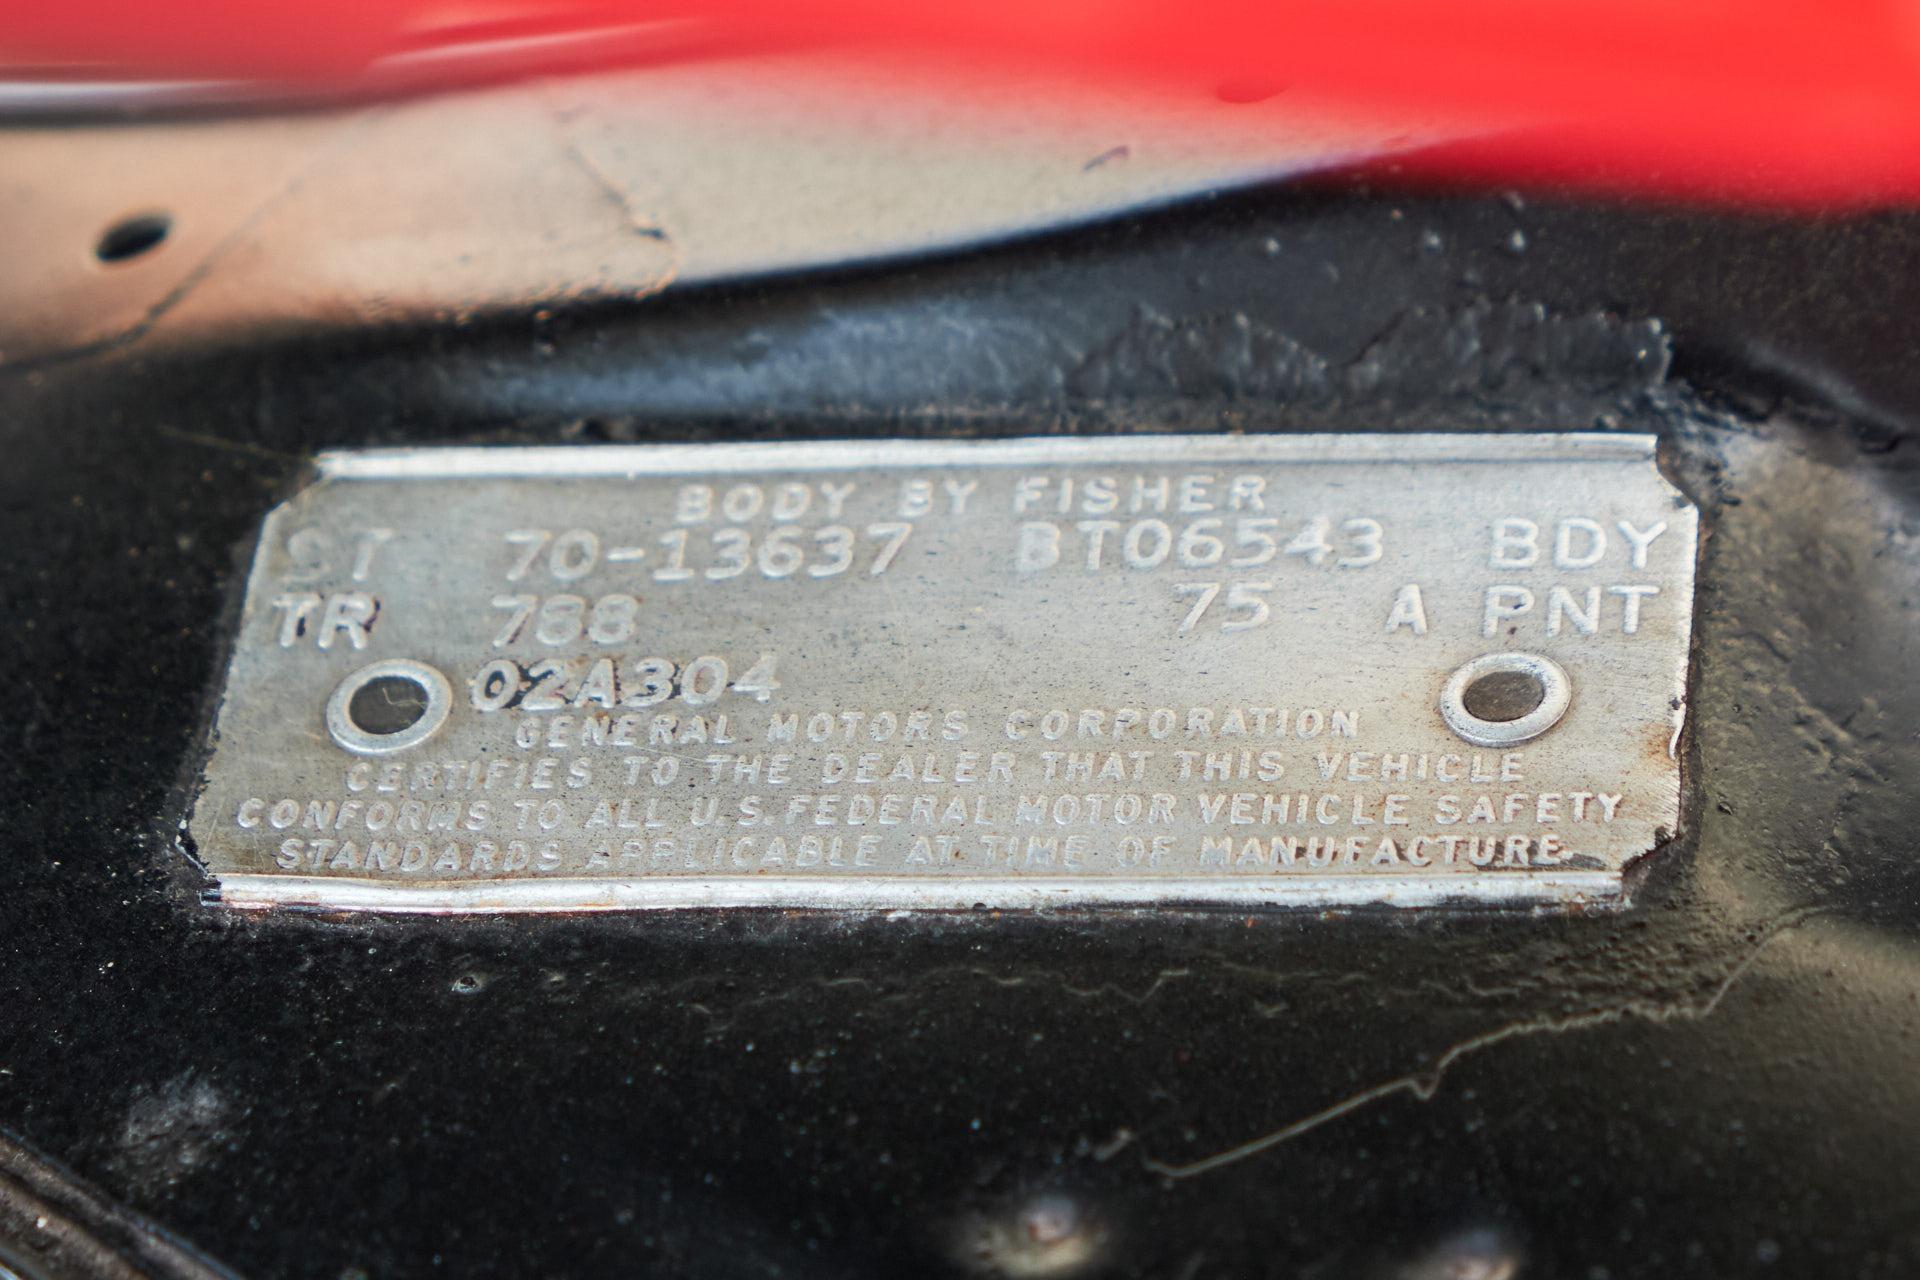 BODY BY FISHER
ST 70-13637 BT06543 BDY
TR 788 75 A PNT
02A304
GENERAL MOTORS CORPORATION
CERTIFIES TO THE DEALER THAT THIS VEHICLE
CONFORMS TO ALL U.S. FEDERAL MOTOR VEHICLE SAFETY
STANDARDS APPLICABLE AT TIME OF MANUFACTURE.